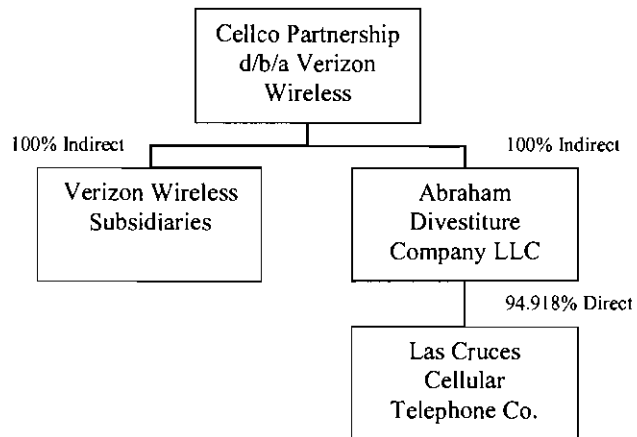 Cellco Partnership
d/b/a Verizon
Wireless
100% Indirect
100% Indirect
Verizon Wireless
Subsidiaries
Abraham
Divestiture
Company LLC
94.918% Direct
Las Cruces
Cellular
Telephone Co.